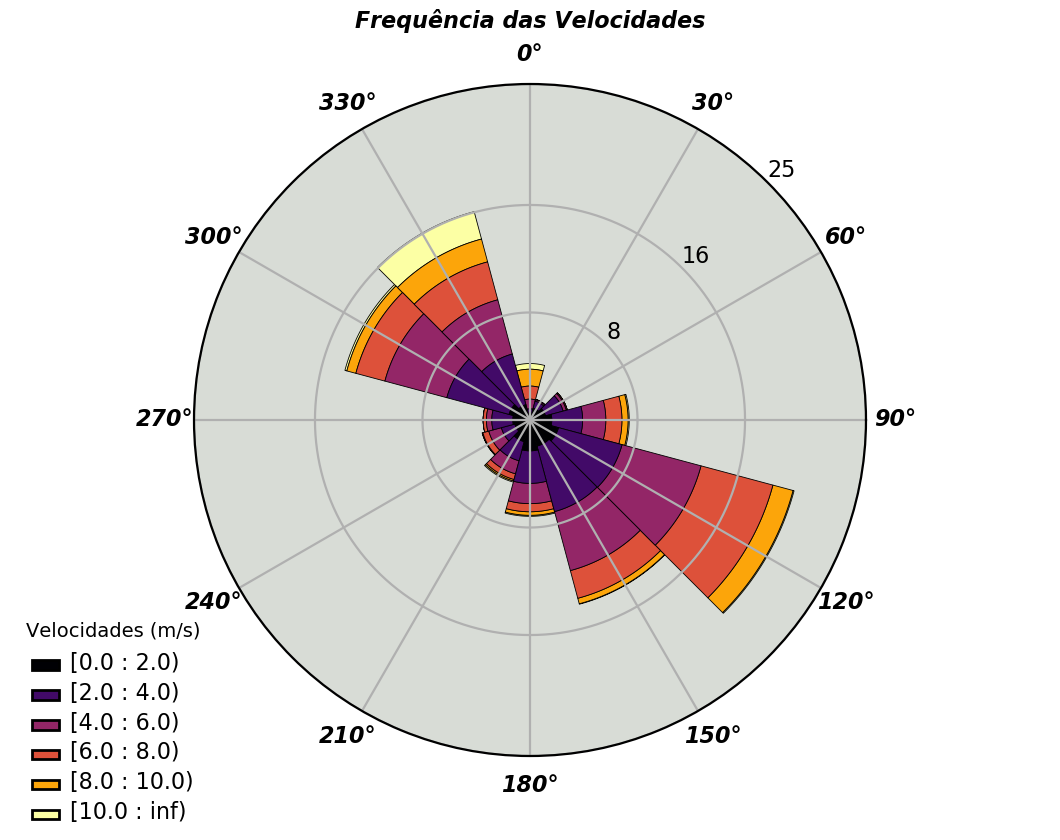 Frequência das Velocidades
0°
330°
30°
25
300°
60°
16
8
270°
90°
240°
120°
210°
150°
180°
Velocidades (m/s)
[0.0 : 2.0)
[2.0 : 4.0)
[4.0 : 6.0)
[6.0 : 8.0)
[8.0 : 10.0)
[10.0 : inf)